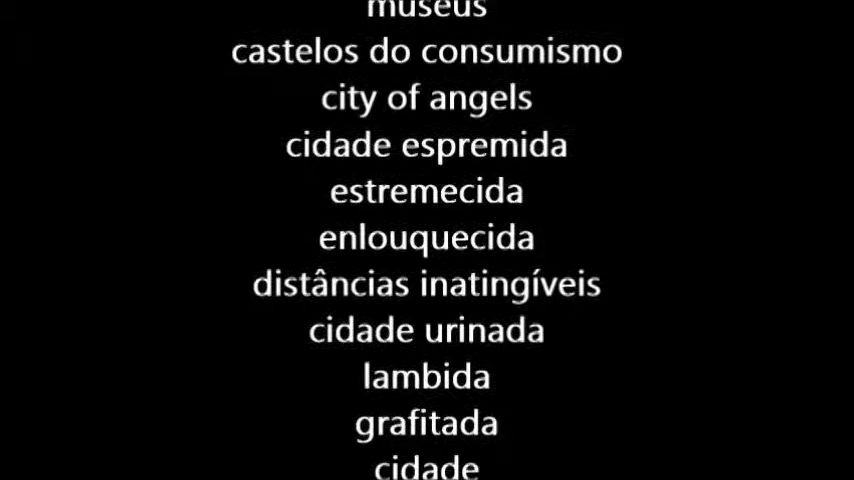 museus
castelos do consumismo
city of angels
cidade espremida
estremecida
enlouquecida
distâncias inatingíveis
cidade urinada
lambida
grafitada
cidade